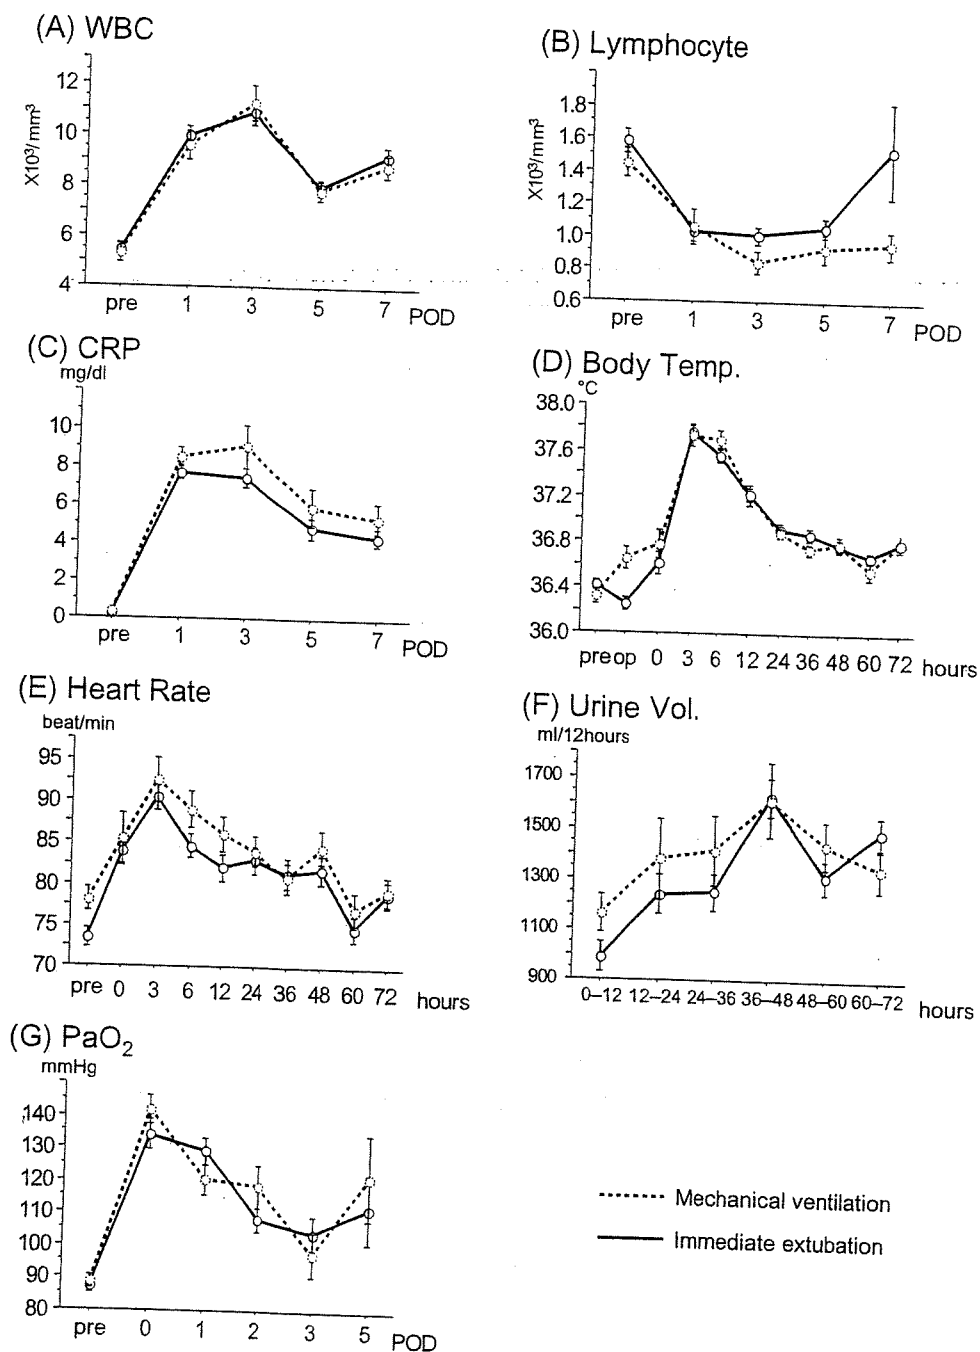 (A) WBC
X10³/mm³
12
10
8
6
4
pre 1 3 5 7 POD
(B) Lymphocyte
X10³/mm³
1.8
1.6
1.4
1.2
1.0
0.8
0.6
pre 1 3 5 7 POD
(C) CRP
mg/dl
10
8
6
4
2
0
pre 1 3 5 7 POD
(D) Body Temp.
°C
38.0
37.6
37.2
36.8
36.4
36.0
pre op 0 3 6 12 24 36 48 60 72 hours
(E) Heart Rate
beat/min
95
90
85
80
75
70
pre 0 3 6 12 24 36 48 60 72 hours
(F) Urine Vol.
ml/12hours
1700
1500
1300
1100
900
0–12 12–24 24–36 36–48 48–60 60–72 hours
(G) PaO₂
mmHg
140
130
120
110
100
90
80
pre 0 1 2 3 5 POD
Mechanical ventilation
Immediate extubation